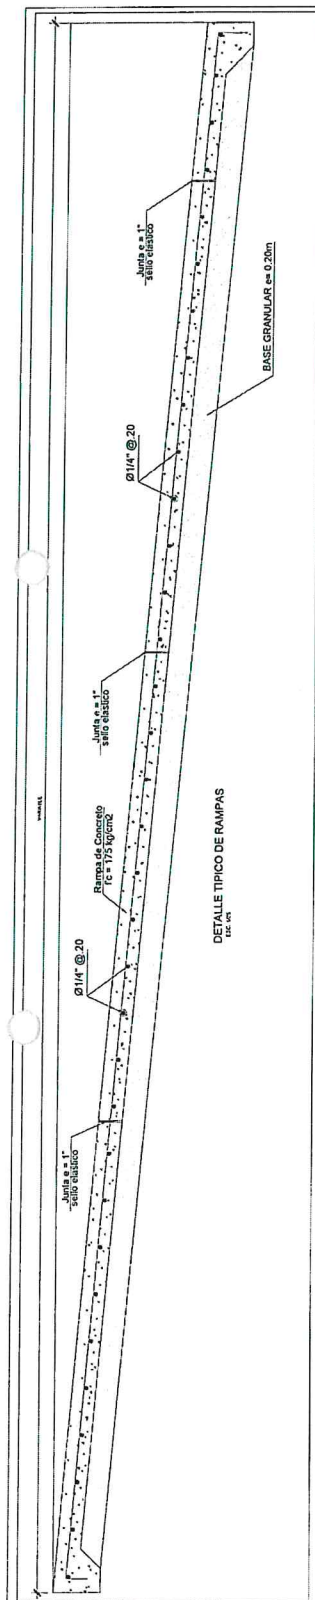 VARIABLE
Junta e = 1"
sello elastico
Ø1/4" @.20
Rampa de Concreto
f'c = 175 kg/cm2
Junta e = 1"
sello elastico
Ø1/4" @.20
Junta e = 1"
sello elastico
BASE GRANULAR e= 0.20m
DETALLE TIPICO DE RAMPAS